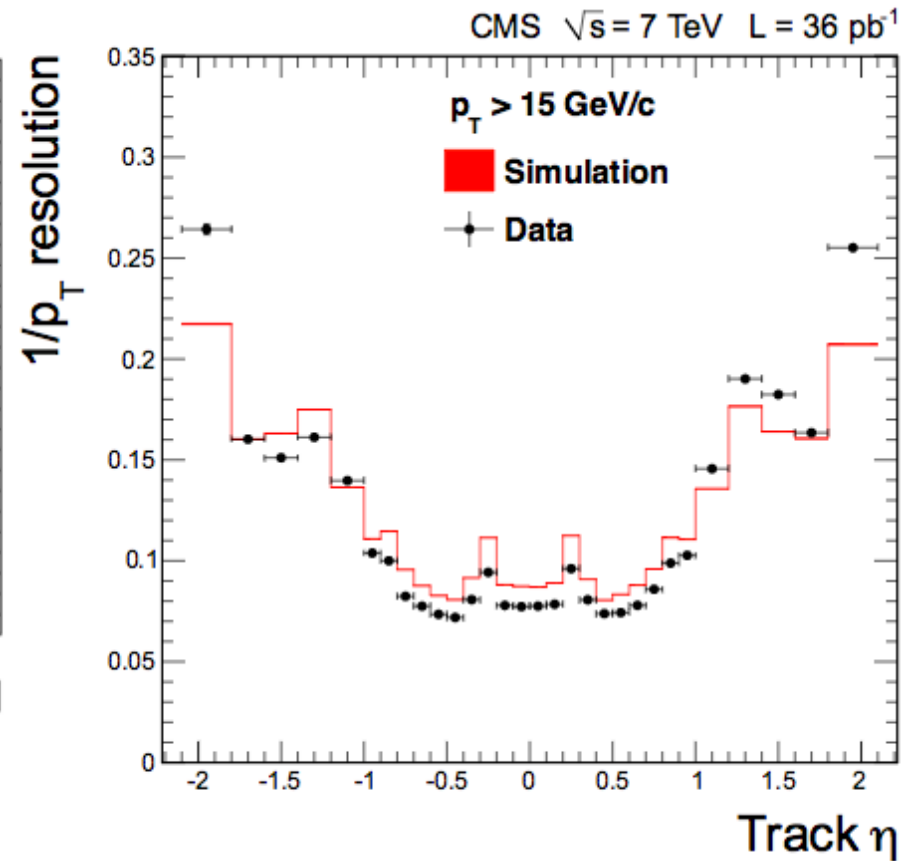 CMS √s = 7 TeV L = 36 pb⁻¹
1/p_T resolution
0.35
0.3
0.25
0.2
0.15
0.1
0.05
0
p_T > 15 GeV/c
Simulation
Data
-2 -1.5 -1 -0.5 0 0.5 1 1.5 2
Track η